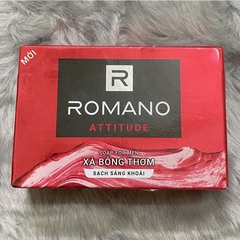 MỚI
R
ROMANO
ATTITUDE
SOAP FOR MEN
XÀ BÔNG THƠM
SẠCH SẢNG KHOÁI